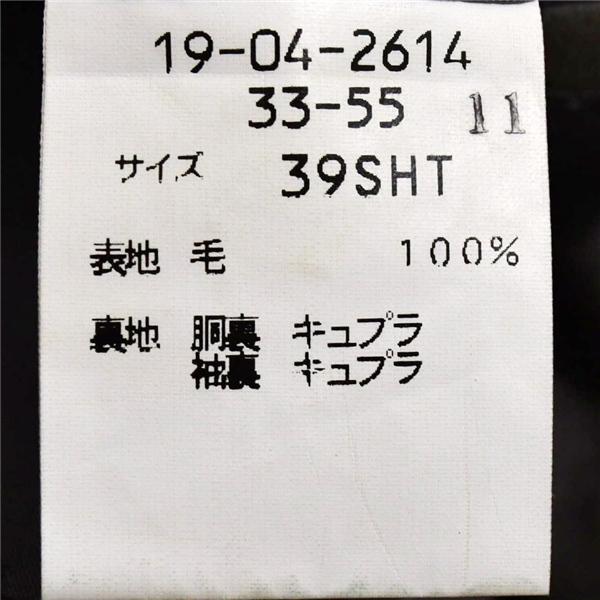 19-04-2614
33-55 11
サイズ 39SHT
表地 毛 100%
裏地 胴裏 キュプラ
袖裏 キュプラ